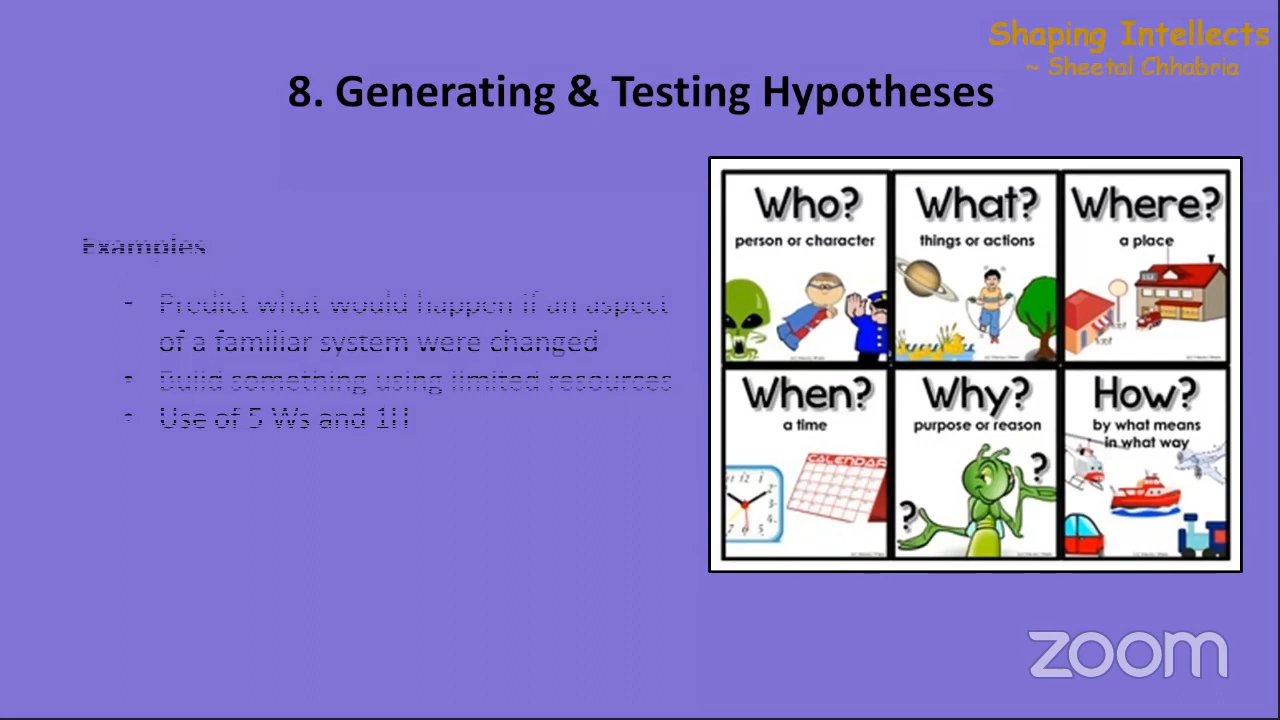 Shaping Intellects
~ Sheetal Chhabria
8. Generating & Testing Hypotheses
Examples
• Predict what would happen if an aspect
of a familiar system were changed
• Build something using limited resources
• Use of 5 Ws and 1H
Who?
person or character
What?
things or actions
Where?
a place
When?
a time
CALENDAR
Why?
purpose or reason
? ?
How?
by what means
in what way
zoom